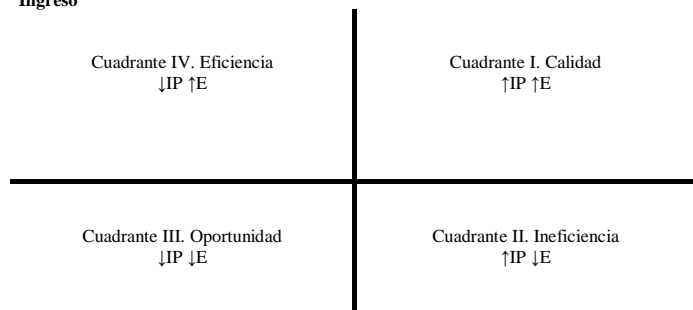 Ingreso
Cuadrante IV. Eficiencia
↓IP ↑E
Cuadrante I. Calidad
↑IP ↑E
Cuadrante III. Oportunidad
↓IP ↓E
Cuadrante II. Ineficiencia
↑IP ↓E